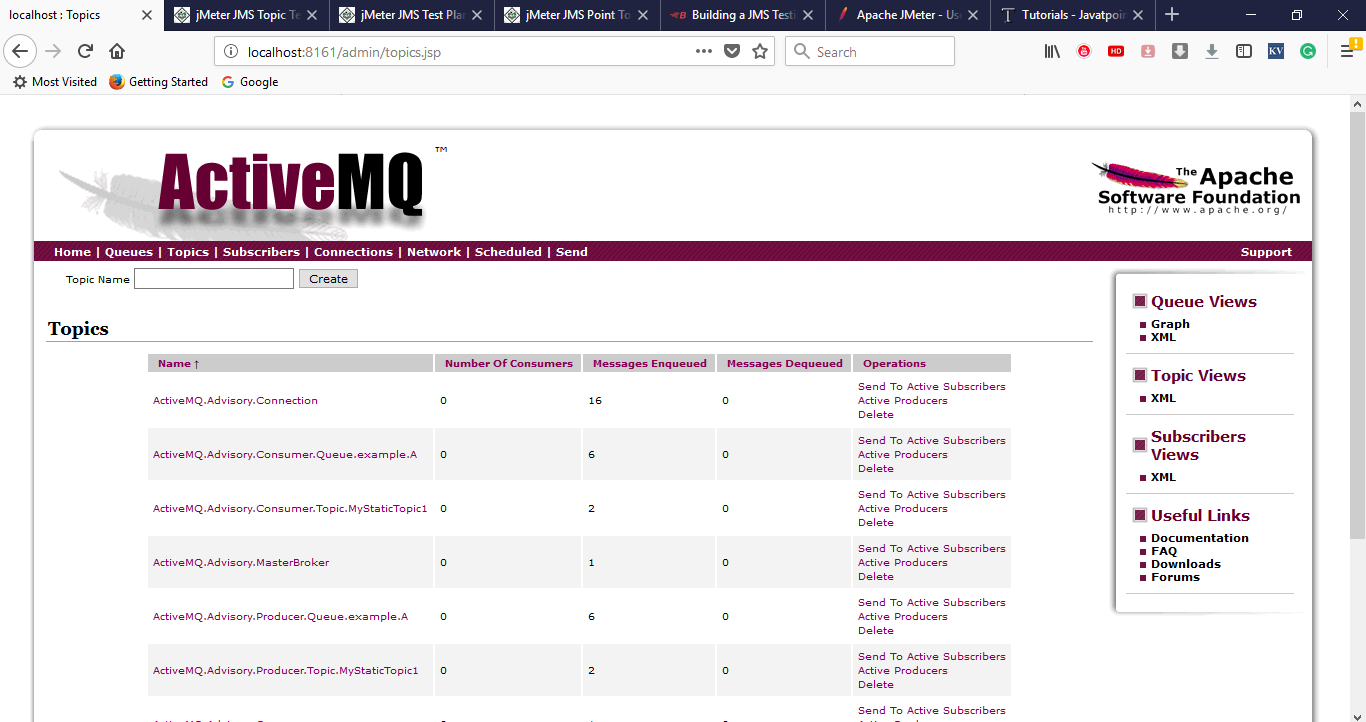 localhost : Topics
jMeter JMS Topic Te
jMeter JMS Test Plan
jMeter JMS Point To
Building a JMS Testi
Apache JMeter - Use
Tutorials - Javatpoin
localhost:8161/admin/topics.jsp
Search
HD
KV
Most Visited
Getting Started
Google
ActiveMQ ™
The Apache
Software Foundation
http://www.apache.org/
Home | Queues | Topics | Subscribers | Connections | Network | Scheduled | Send
Support
Topic Name
Create
Topics
Name ↑ Number Of Consumers Messages Enqueued Messages Dequeued Operations
ActiveMQ.Advisory.Connection 0 16 0 Send To Active Subscribers
Active Producers
Delete
ActiveMQ.Advisory.Consumer.Queue.example.A 0 6 0 Send To Active Subscribers
Active Producers
Delete
ActiveMQ.Advisory.Consumer.Topic.MyStaticTopic1 0 2 0 Send To Active Subscribers
Active Producers
Delete
ActiveMQ.Advisory.MasterBroker 0 1 0 Send To Active Subscribers
Active Producers
Delete
ActiveMQ.Advisory.Producer.Queue.example.A 0 6 0 Send To Active Subscribers
Active Producers
Delete
ActiveMQ.Advisory.Producer.Topic.MyStaticTopic1 0 2 0 Send To Active Subscribers
Active Producers
Delete
Send To Active Subscribers
Queue Views
Graph
XML
Topic Views
XML
Subscribers
Views
XML
Useful Links
Documentation
FAQ
Downloads
Forums